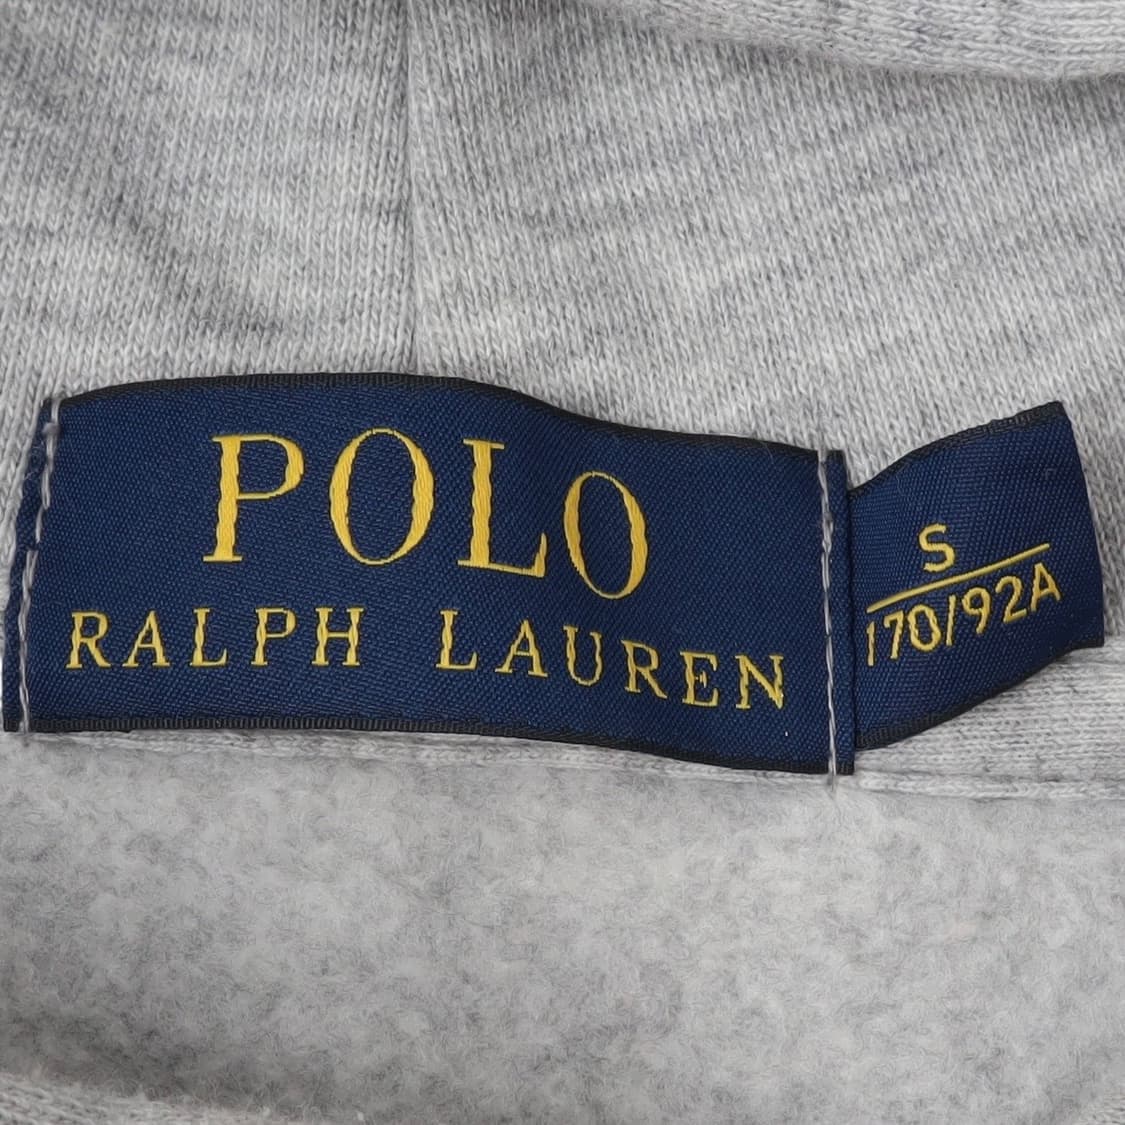 POLO
RALPH LAUREN
S
170/92A